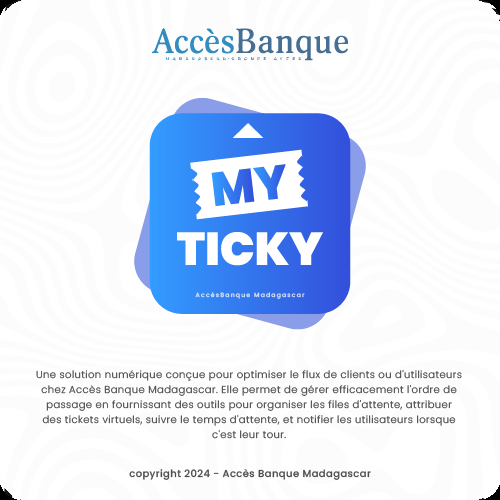 AccèsBanque
MADAGASCAR GROUPE ACCES
MY
TICKY
AccèsBanque Madagascar
Une solution numérique conçue pour optimiser le flux de clients ou d'utilisateurs
chez Accès Banque Madagascar. Elle permet de gérer efficacement l'ordre de
passage en fournissant des outils pour organiser les files d'attente, attribuer
des tickets virtuels, suivre le temps d'attente, et notifier les utilisateurs lorsque
c'est leur tour.
copyright 2024 - Accès Banque Madagascar